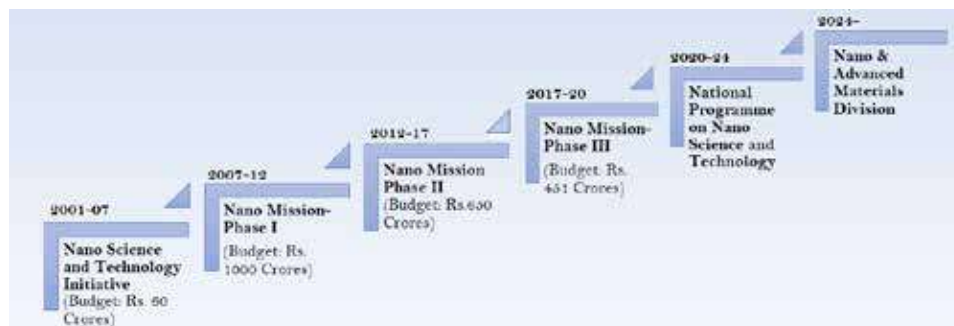 2001-07
Nano Science
and Technology
Initiative
(Budget: Rs. 60
Crores)
2007-12
Nano Mission-
Phase I
(Budget: Rs.
1000 Crores)
2012-17
Nano Mission
Phase II
(Budget: Rs.650
Crores)
2017-20
Nano Mission-
Phase III
(Budget: Rs.
451 Crores)
2020-24
National
Programme
on Nano
Science and
Technology
2024-
Nano &
Advanced
Materials
Division